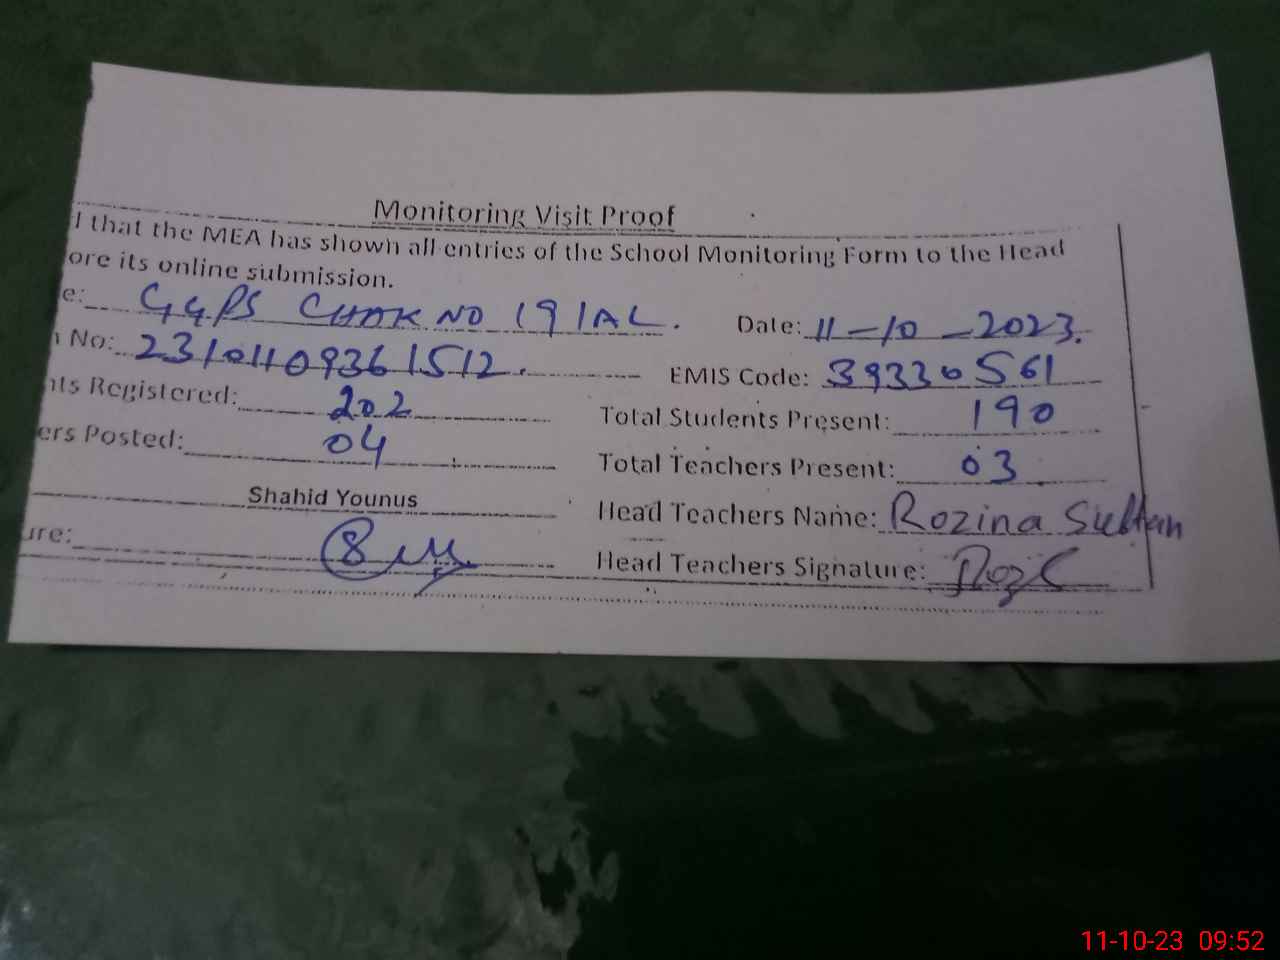 Monitoring Visit Proof
l that the MEA has shown all entries of the School Monitoring Form to the Head
ore its online submission.
e: GGPS CHAK NO 191AL. Date: 11-10-2023.
No: 23101109361512. EMIS Code: 39330561
nts Registered: 202 Total Students Present: 190
ers Posted: 04 Total Teachers Present: 03
Shahid Younus Head Teachers Name: Rozina Sultan
ure: Head Teachers Signature:
11-10-23 09:52